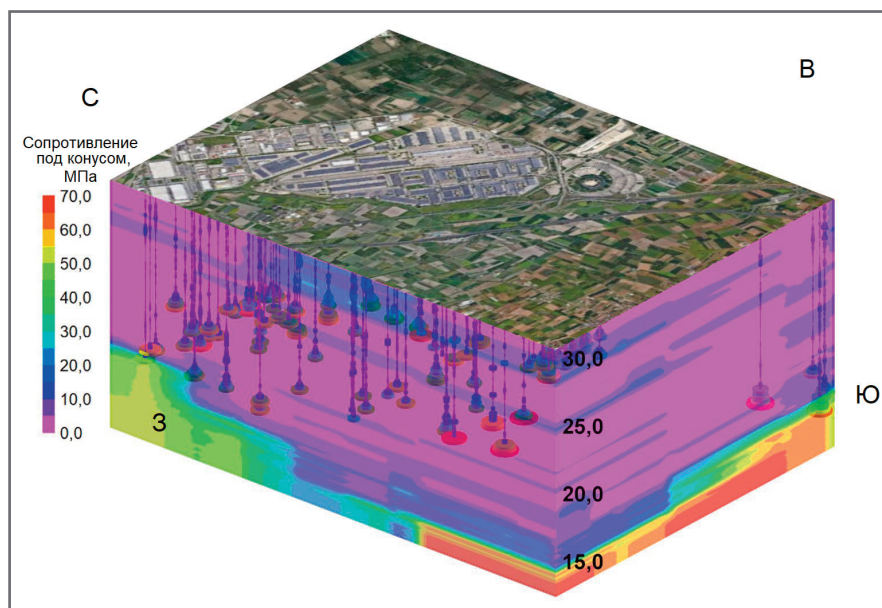 В
С
Сопротивление
под конусом,
МПа
70,0
60,0
50,0
40,0
30,0
20,0
10,0
0,0
30,0
25,0
20,0
15,0
З
Ю